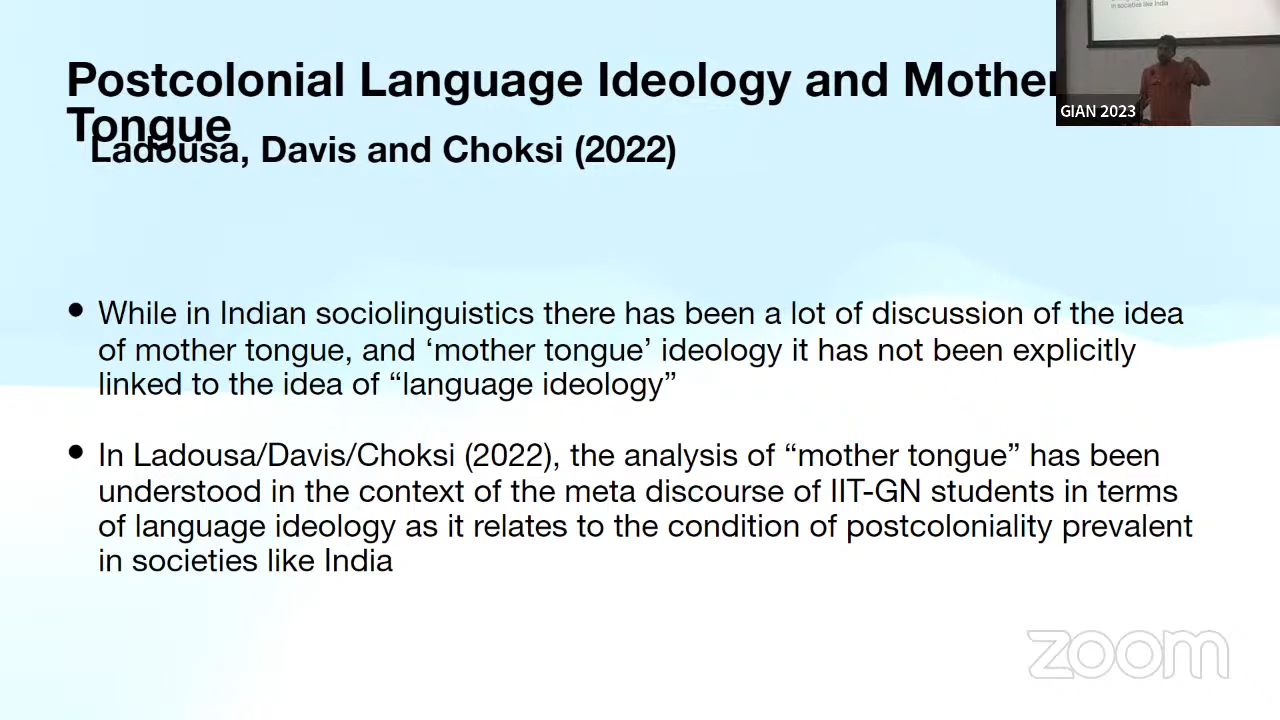 in societies like India
GIAN 2023
Postcolonial Language Ideology and Mother
Tongue
Ladousa, Davis and Choksi (2022)
• While in Indian sociolinguistics there has been a lot of discussion of the idea
of mother tongue, and ‘mother tongue’ ideology it has not been explicitly
linked to the idea of “language ideology”
• In Ladousa/Davis/Choksi (2022), the analysis of “mother tongue” has been
understood in the context of the meta discourse of IIT-GN students in terms
of language ideology as it relates to the condition of postcoloniality prevalent
in societies like India
zoom